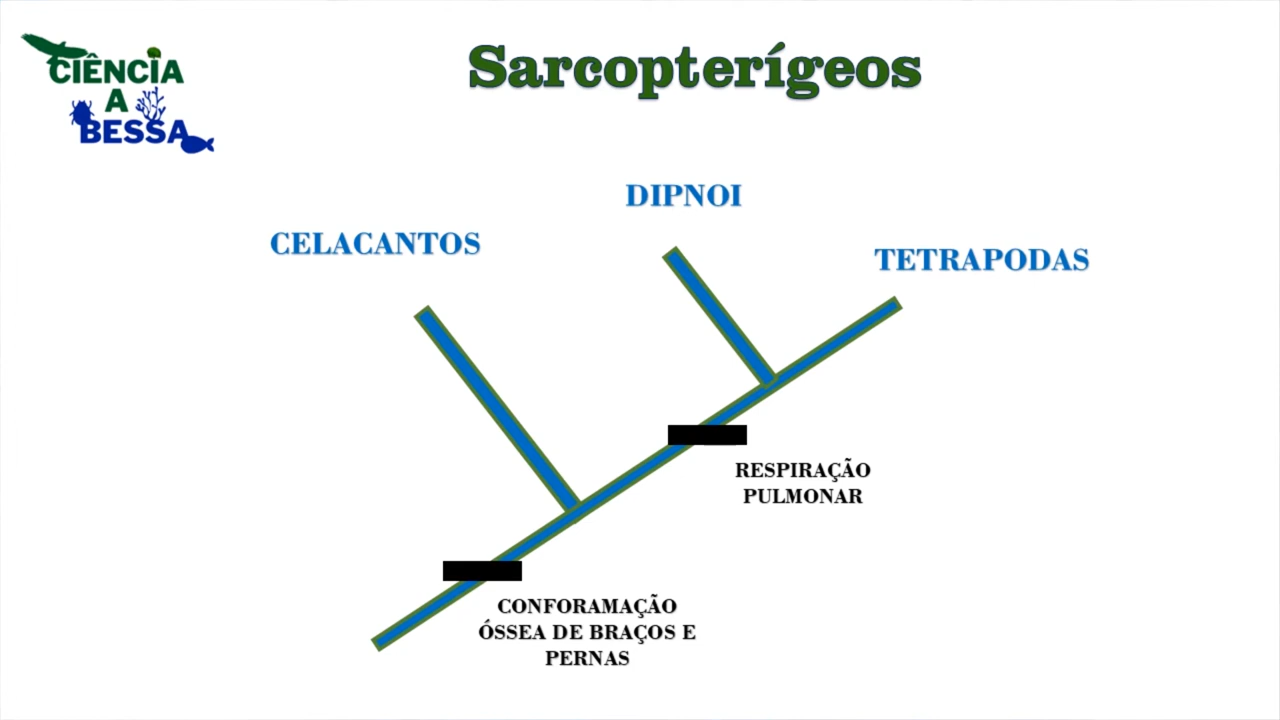 CIÊNCIA
A
BESSA
Sarcopterígeos
DIPNOI
CELACANTOS
TETRAPODAS
RESPIRAÇÃO
PULMONAR
CONFORAMAÇÃO
ÓSSEA DE BRAÇOS E
PERNAS